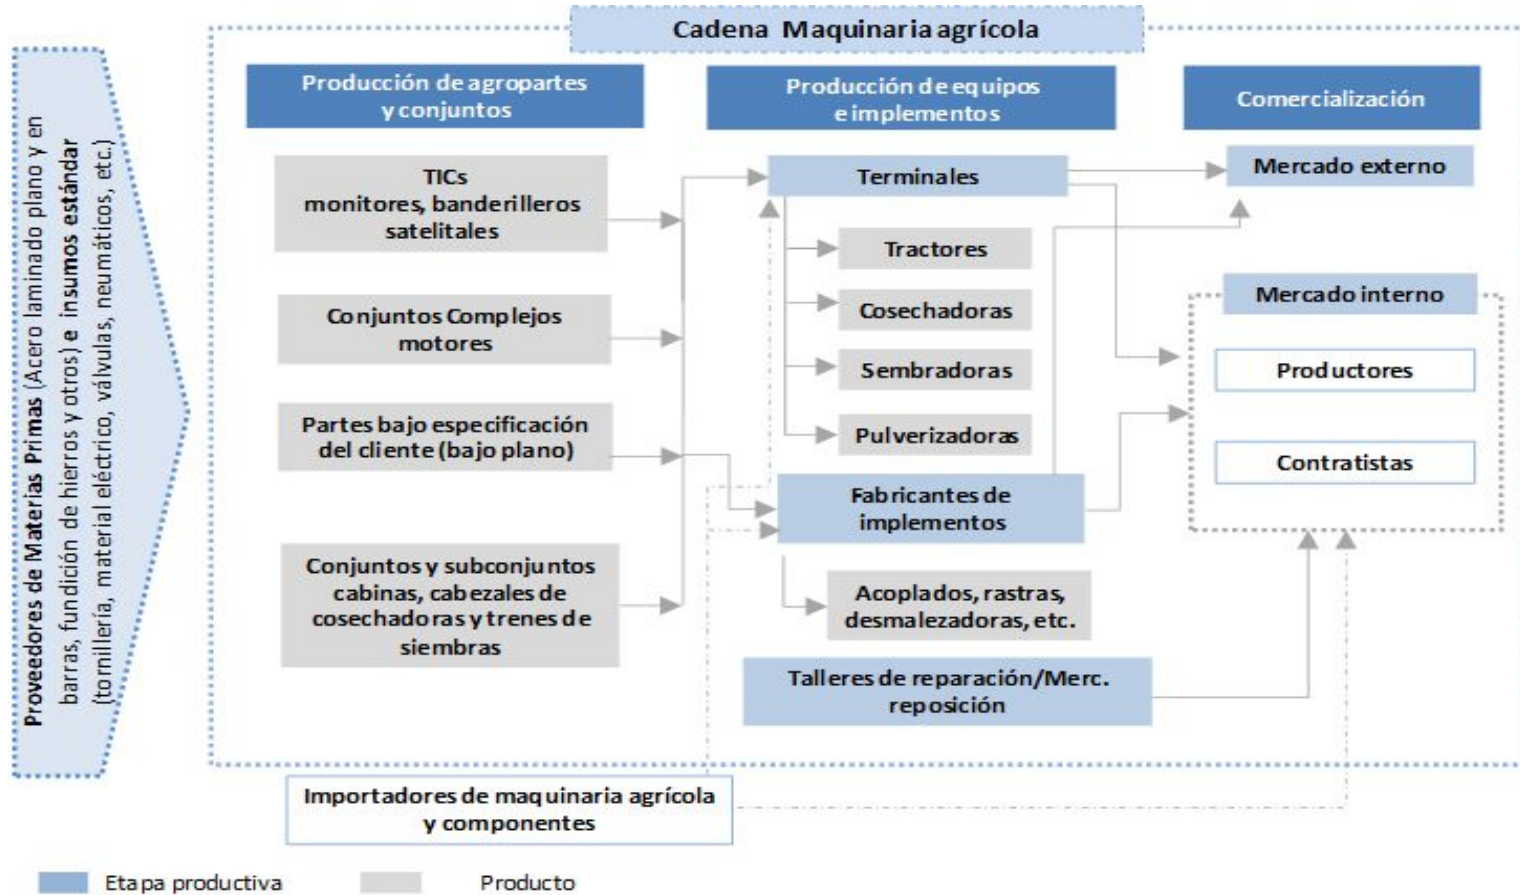 Cadena Maquinaria agrícola
Proveedores de Materias Primas (Acero laminado plano y en
barras, fundición de hierros y otros) e insumos estándar
(tornillería, material eléctrico, válvulas, neumáticos, etc.)
Producción de agropartes
y conjuntos
TICs
monitores, banderilleros
satelitales
Conjuntos Complejos
motores
Partes bajo especificación
del cliente (bajo plano)
Conjuntos y subconjuntos
cabinas, cabezales de
cosechadoras y trenes de
siembras
Producción de equipos
e implementos
Terminales
Tractores
Cosechadoras
Sembradoras
Pulverizadoras
Fabricantes de
implementos
Acoplados, rastras,
desmalezadoras, etc.
Talleres de reparación/Merc.
reposición
Comercialización
Mercado externo
Mercado interno
Productores
Contratistas
Importadores de maquinaria agrícola
y componentes
Etapa productiva
Producto